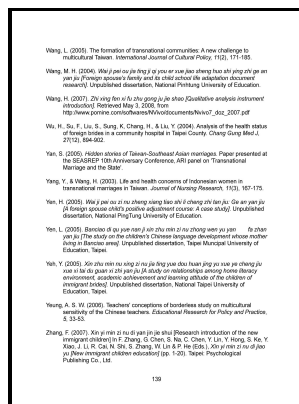 Wang, L. (2005). The formation of transnational communities: A new challenge to
multicultural Taiwan. International Journal of Cultural Policy, 11(2), 171-185.
Wang, M. H. (2004). Wai ji pei ou jia ting ji qi you er xue jiao sheng huo shi ying zhi ge an
yan jiu [Foreign spouse's family and its child school life adaptation document
research]. Unpublished dissertation, National Pinhtung University of Education.
Wang, H. (2007). Zhi xing fen xi fu zhu gong ju jie shao [Qualitative analysis instrument
introduction]. Retrieved May 3, 2008, from
http://www.pomine.com/softwares/NVivo/documents/Nvivo7_doz_2007.pdf
Wu, H., Su, F., Liu, S., Sung, K., Chang, H., & Liu, Y. (2004). Analysis of the health status
of foreign brides in a community hospital in Taipei County. Chang Gung Med J,
27(12), 894-902.
Yan, S. (2005). Hidden stories of Taiwan-Southeast Asian marriages. Paper presented at
the SEASREP 10th Anniversary Conference, ARI panel on 'Transnational
Marriage and the State'.
Yang, Y., & Wang, H. (2003). Life and health concerns of Indonesian women in
transnational marriages in Taiwan. Journal of Nursing Research, 11(3), 167-175.
Yen, H. (2005). Wai ji pei ou zi nu zheng xiang tiao shi li cheng zhi tan ju: Ge an yan jiu
[A foreign spouse child's positive adjustment course: A case study]. Unpublished
dissertation, National PingTung University of Education.
Yen, L. (2005). Banciao di qu yue nan ji xin zhu min zi nu zhong wen yu yen fa zhan
yan jiu [The study on the children's Chinese language development whose mother
living in Banciao area]. Unpublished dissertation, Taipei Muncipal University of
Education, Taipei.
Yeh, Y. (2005). Xin zhu min nu xing zi nu jia ting yue dou huan jing yu xue ye cheng jiu
xue xi tai du guan xi zhi yan jiu [A study on relationships among home literacy
environment, academic achievement and learning attitude of the children of
immigrant brides]. Unpublished dissertation, National Taipei University of
Education, Taipei.
Yeung, A. S. W. (2006). Teachers' conceptions of borderless study on multicultural
sensitivity of the Chinese teachers. Educational Research for Policy and Practice,
5, 33-53.
Zhang, F. (2007). Xin yi min zi nu di yan jin jie shui [Research introduction of the new
immigrant children] In F. Zhang, G. Chen, S. Na, C. Chen, Y. Lin, Y. Hong, S. Ke, Y.
Xiao, J. Li, R. Cai, N. Shi, S. Zhang, W. Lin & P. He (Eds.), Xin yi min zi nu di jiao
yu [New immigrant children education] (pp. 1-20). Taipei: Psychological
Publishing Co., Ltd.
139